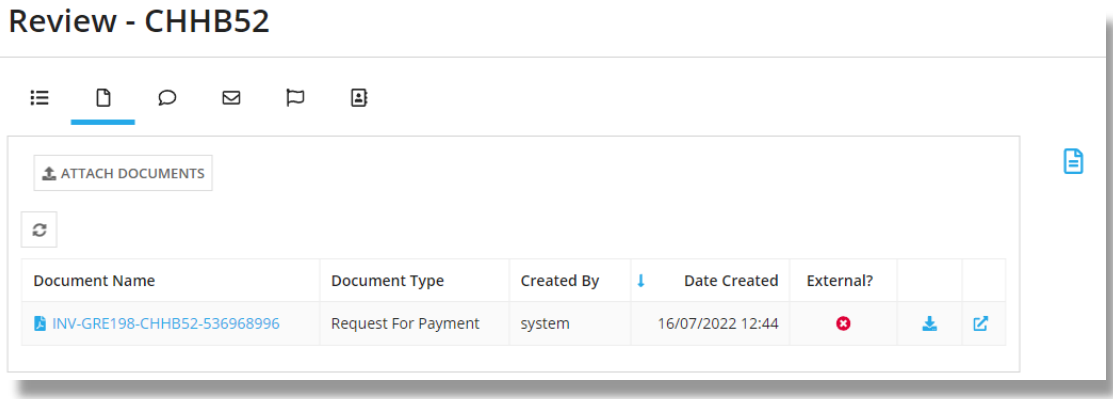 Review - CHHB52
ATTACH DOCUMENTS
Document Name Document Type Created By Date Created External?
INV-GRE198-CHHB52-536968996 Request For Payment system 16/07/2022 12:44